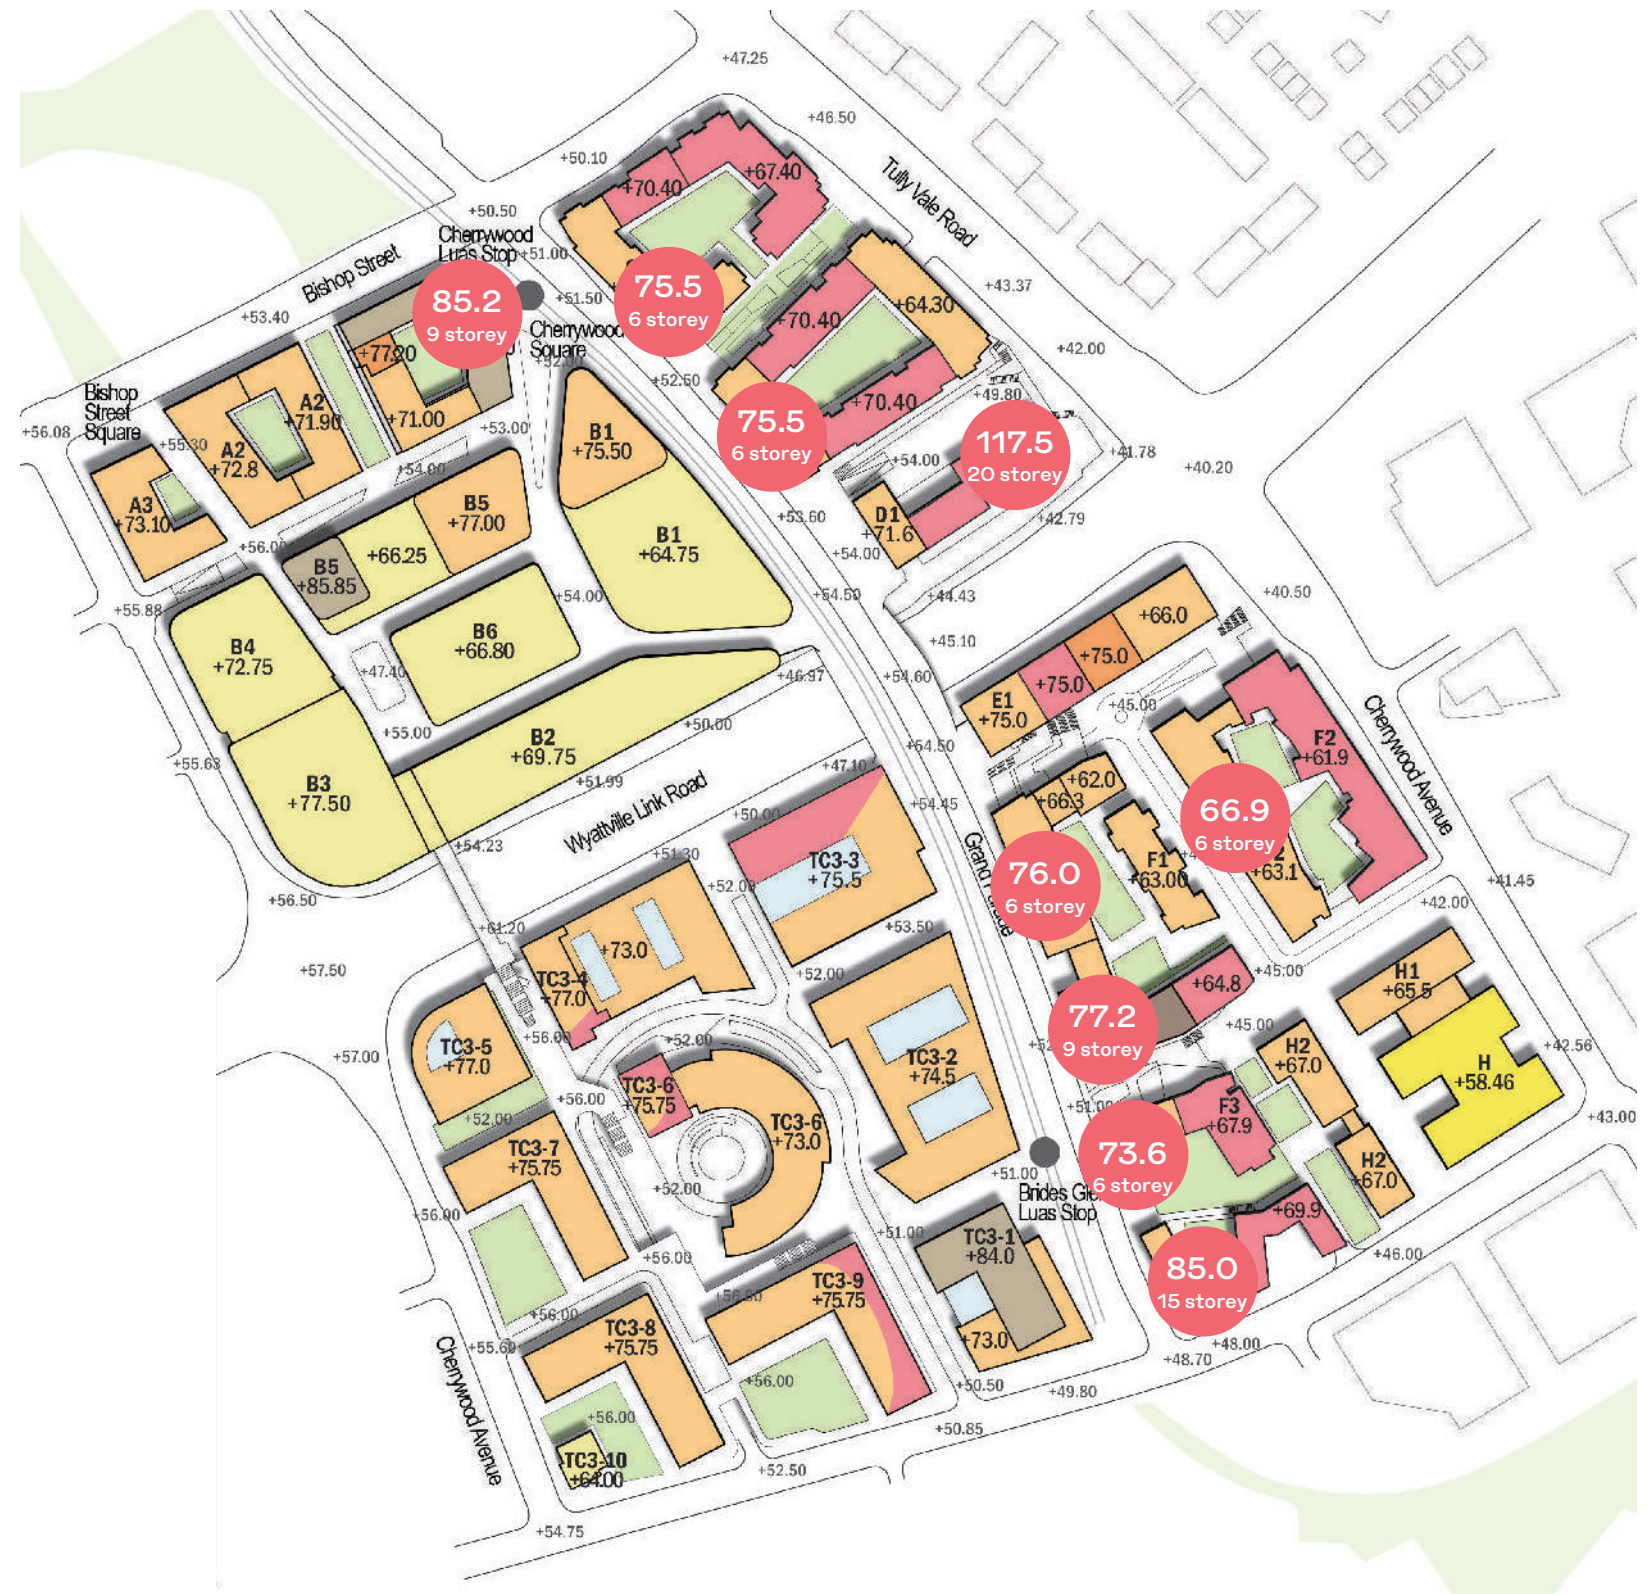 +47.25
+46.50
+50.10
Tully Vale Road
+67.40
+70.40
+50.50
Cherrywood
Luas Stop
+51.00
Bishop Street
+43.37
85.2
9 storey
75.5
6 storey
+51.50
+64.30
+53.40
+70.40
Cherrywood
Square
+42.00
+77.20
+52.50
Bishop
Street
Square
+49.80
+56.08
A2
+71.90
+71.00
+70.40
+53.00
B1
+75.50
75.5
6 storey
117.5
20 storey
+55.30
A2
+72.8
+54.00
+54.00
+41.78
+40.20
A3
+73.10
B5
+77.00
+53.60
D1
+71.6
+42.79
B1
+64.75
+56.00
+66.25
+54.00
B5
+85.85
+54.00
+54.50
+44.43
+40.50
+55.88
B4
+72.75
B6
+66.80
+45.10
+66.0
+47.40
+46.97
+54.60
+75.0
+75.0
E1
+75.0
+45.00
Cherrywood Avenue
+55.00
B2
+69.75
+50.00
+54.50
F2
+61.9
+55.63
B3
+77.50
+51.99
+47.10
+62.0
+66.3
Wyattville Link Road
+50.00
+54.45
66.9
6 storey
+54.23
+51.30
TC3-3
+75.5
F1
+63.00
+63.1
76.0
6 storey
+52.00
+41.45
+56.50
+42.00
+61.20
+53.50
+73.0
+57.50
+52.00
+45.00
H1
+65.5
TC3-4
+77.0
+64.8
77.2
9 storey
+45.00
+56.00
+52.00
+57.00
TC3-5
+77.0
TC3-2
+74.5
H2
+67.0
H
+58.46
+42.56
TC3-6
+75.75
+56.00
+51.00
F3
+67.9
+52.00
TC3-6
+73.0
+43.00
TC3-7
+75.75
73.6
6 storey
H2
+67.0
+52.00
+51.00
Brides Gle
Luas Stop
+56.00
+69.9
+51.00
TC3-1
+84.0
+46.00
+56.00
85.0
15 storey
TC3-9
+75.75
+56.00
TC3-8
+75.75
+73.0
+48.00
+48.70
Cherrywood Avenue
+56.00
+50.50
+49.80
+56.00
+50.85
TC3-10
+64.00
+52.50
+54.75